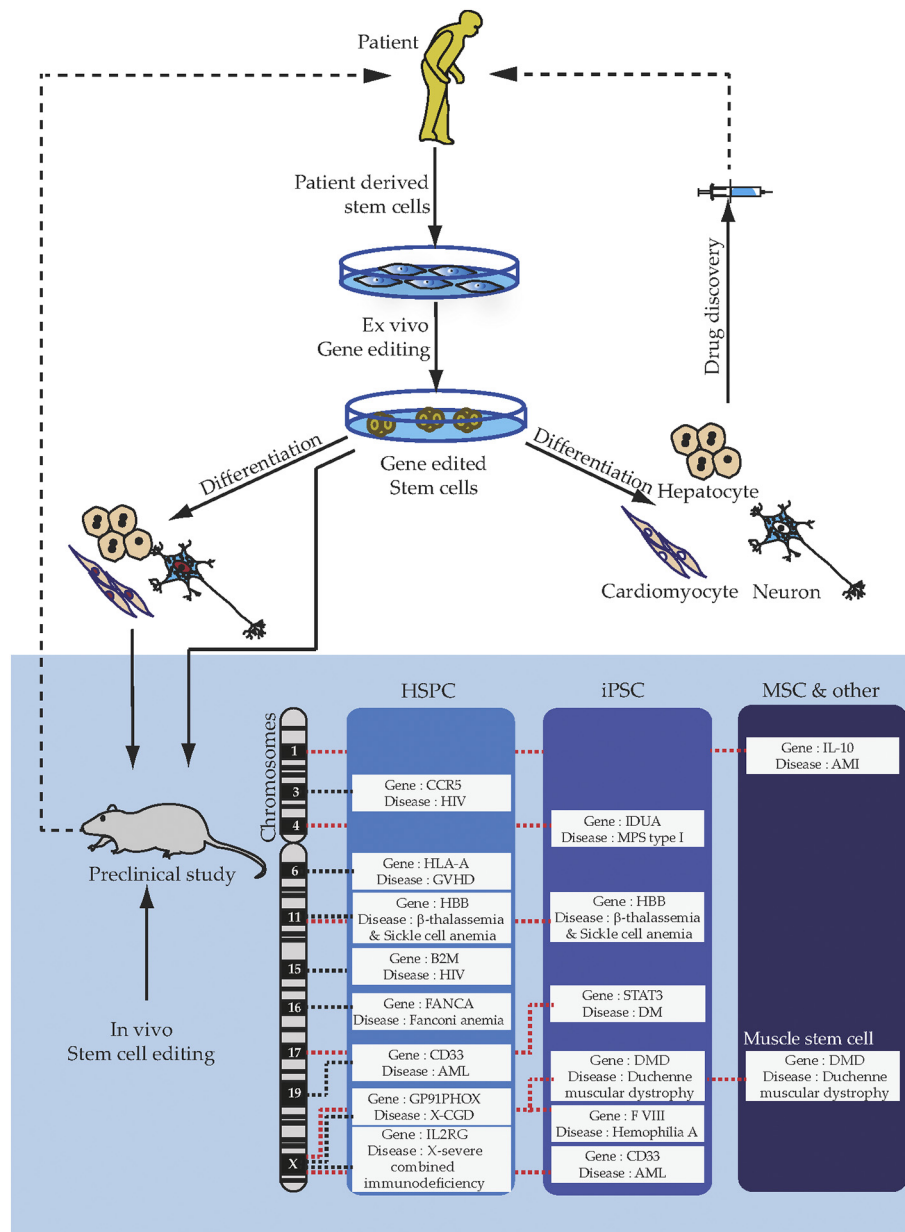 Patient
Patient derived
stem cells
Ex vivo
Gene editing
Drug discovery
Differentiation
Gene edited
Stem cells
Differentiation
Hepatocyte
Cardiomyocyte
Neuron
HSPC
iPSC
MSC & other
Chromosomes
1
Gene : IL-10
Disease : AMI
3
Gene : CCR5
Disease : HIV
4
Gene : IDUA
Disease : MPS type I
Preclinical study
6
Gene : HLA-A
Disease : GVHD
11
Gene : HBB
Disease : β-thalassemia
& Sickle cell anemia
Gene : HBB
Disease : β-thalassemia
& Sickle cell anemia
15
Gene : B2M
Disease : HIV
16
Gene : FANCA
Disease : Fanconi anemia
Gene : STAT3
Disease : DM
In vivo
Stem cell editing
17
Gene : CD33
Disease : AML
19
Gene : DMD
Disease : Duchenne
muscular dystrophy
Muscle stem cell
Gene : DMD
Disease : Duchenne
muscular dystrophy
Gene : GP91PHOX
Disease : X-CGD
Gene : F VIII
Disease : Hemophilia A
X
Gene : IL2RG
Disease : X-severe
combined
immunodeficiency
Gene : CD33
Disease : AML